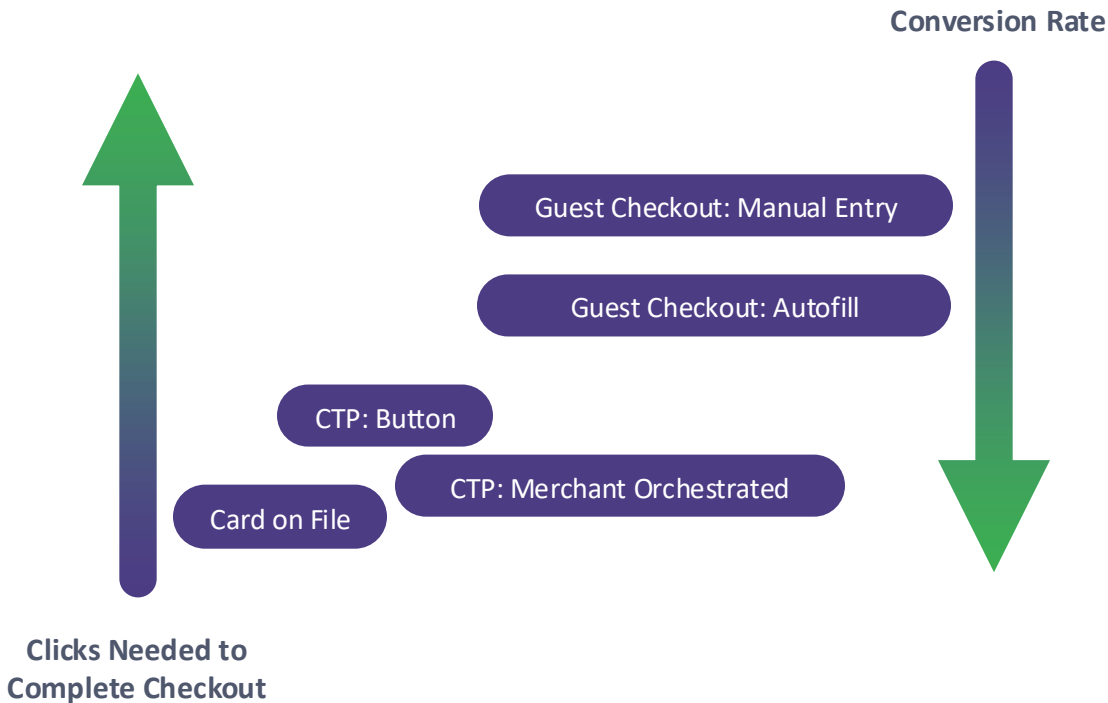 Conversion Rate
Guest Checkout: Manual Entry
Guest Checkout: Autofill
CTP: Button
CTP: Merchant Orchestrated
Card on File
Clicks Needed to
Complete Checkout